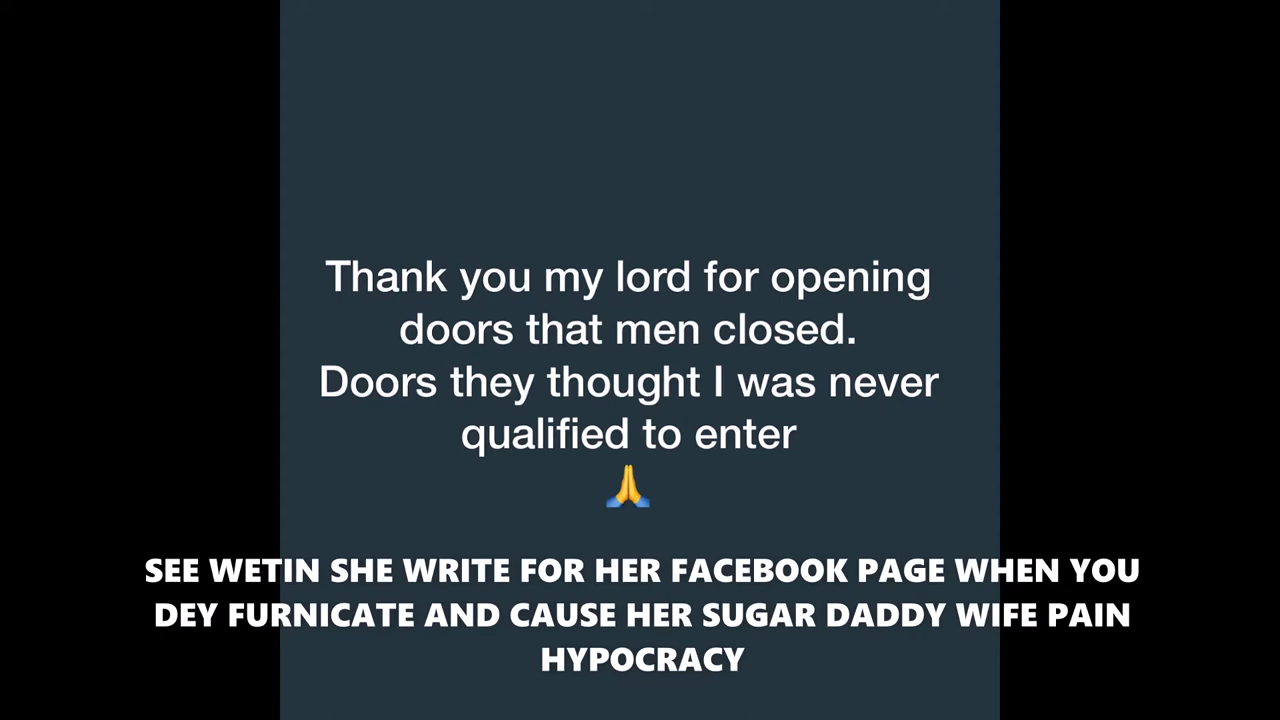 Thank you my lord for opening
doors that men closed.
Doors they thought I was never
qualified to enter
🙏
SEE WETIN SHE WRITE FOR HER FACEBOOK PAGE WHEN YOU
DEY FURNICATE AND CAUSE HER SUGAR DADDY WIFE PAIN
HYPOCRACY